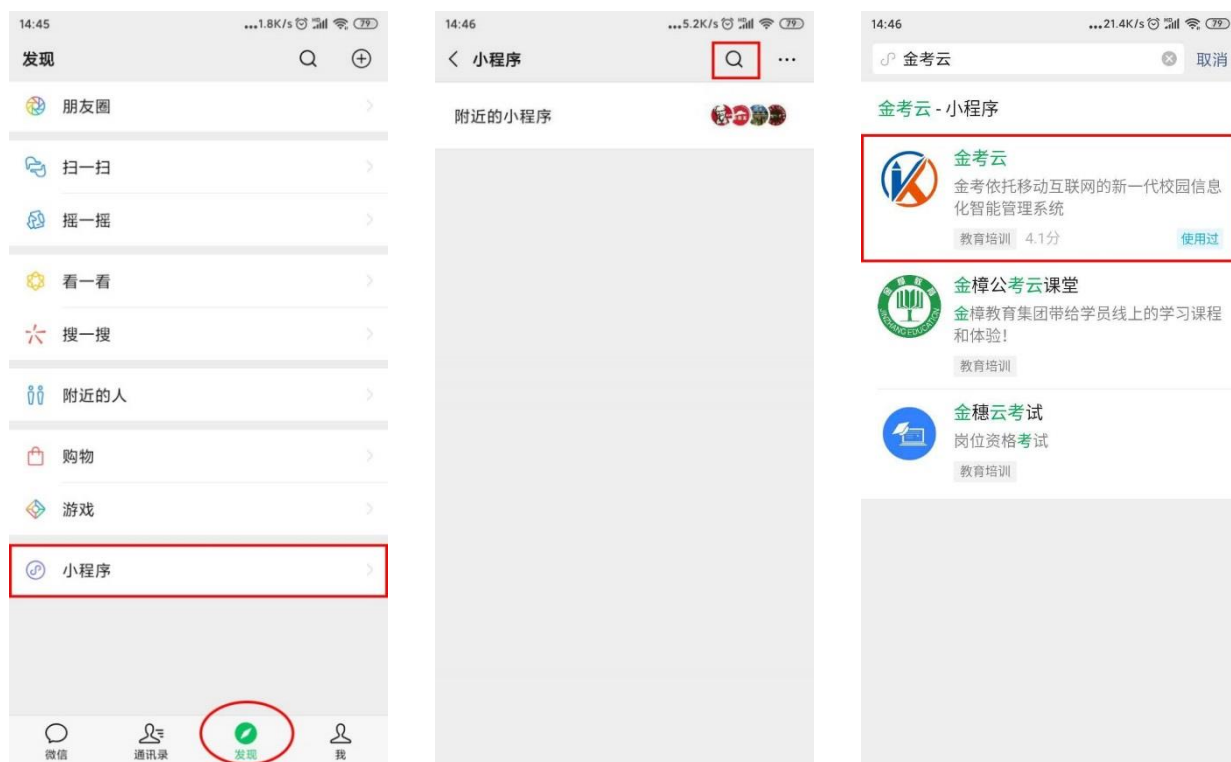 14:45
...1.8K/s
79
发现
朋友圈
扫一扫
摇一摇
看一看
搜一搜
附近的人
购物
游戏
小程序
微信
通讯录
发现
我
14:46
...5.2K/s
79
小程序
附近的小程序
14:46
...21.4K/s
79
金考云
取消
金考云 - 小程序
金考云
金考依托移动互联网的新一代校园信息
化智能管理系统
教育培训 4.1分
使用过
金樟公考云课堂
金樟教育集团带给学员线上的学习课程
和体验！
教育培训
金穗云考试
岗位资格考试
教育培训